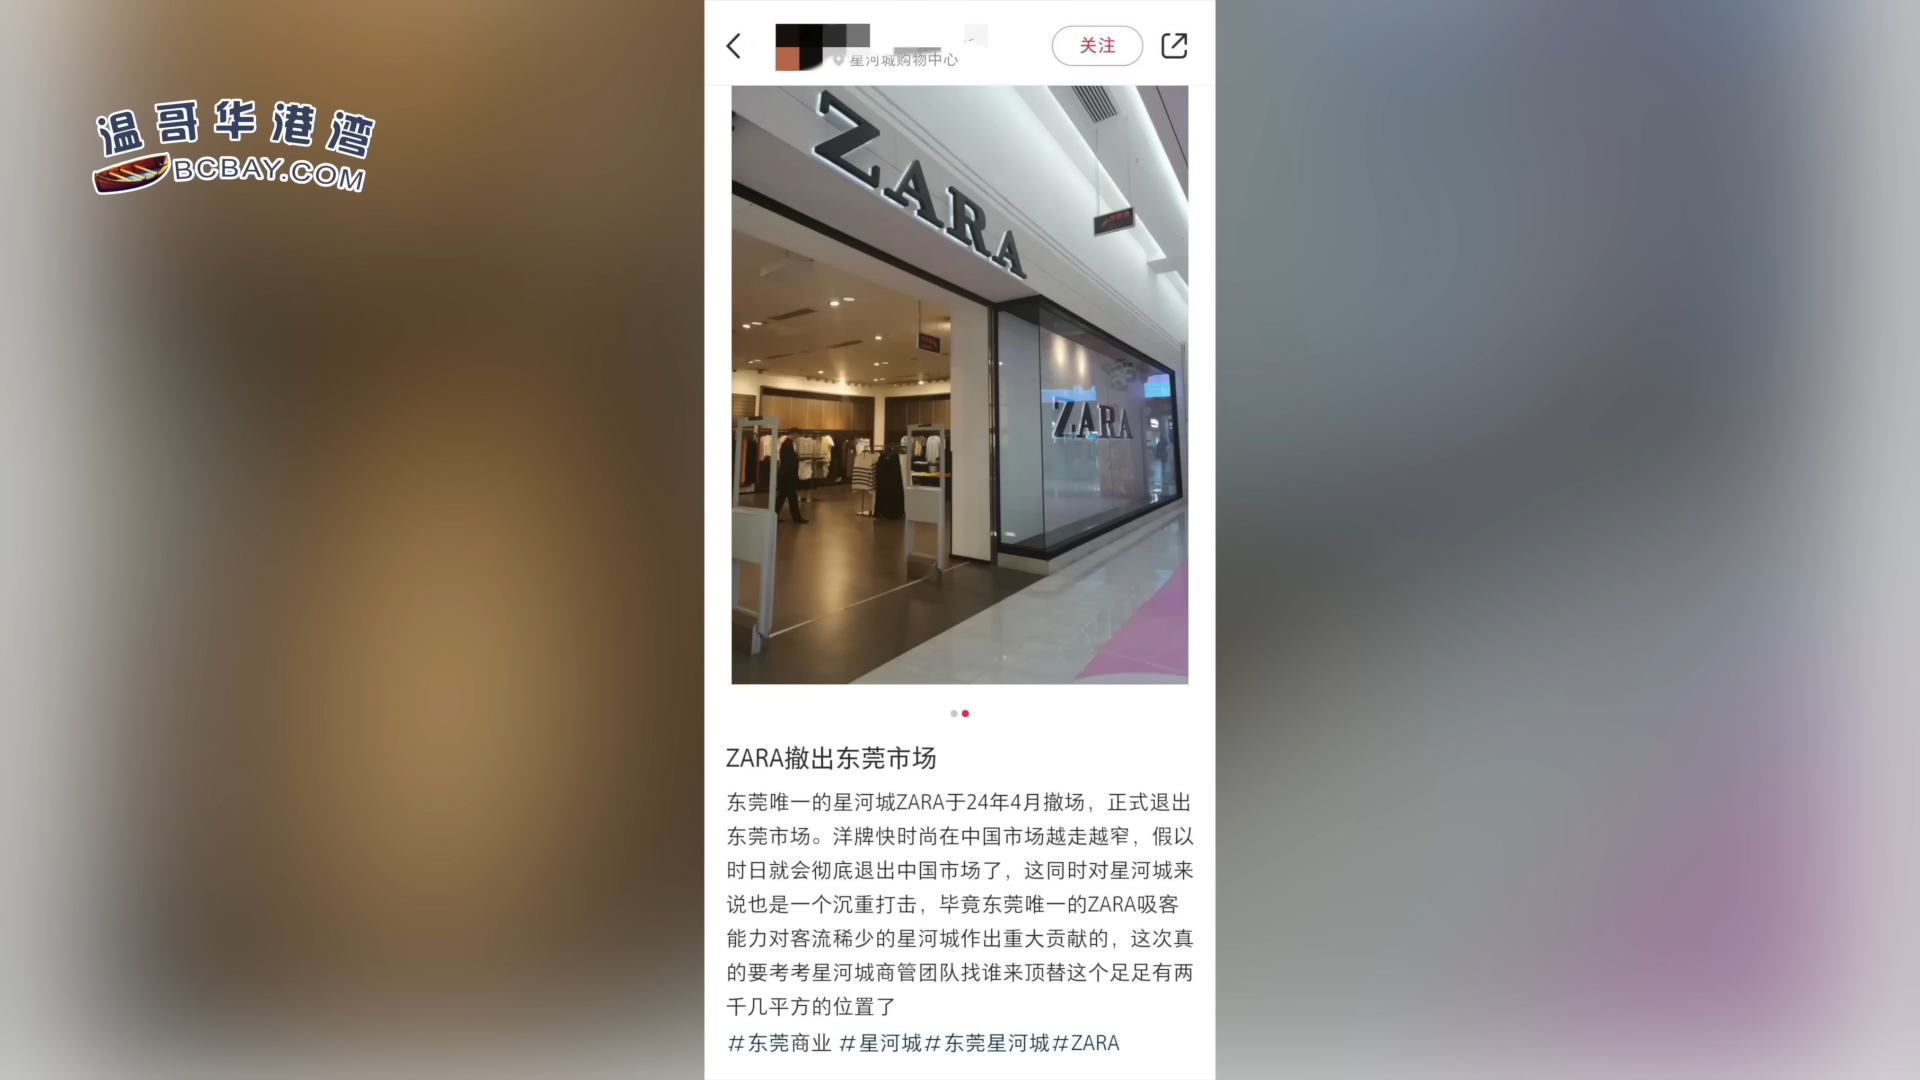 温哥华港湾
BCBAY.COM
星河城购物中心
关注
ZARA
ZARA
ZARA撤出东莞市场
东莞唯一的星河城ZARA于24年4月撤场，正式退出
东莞市场。洋牌快时尚在中国市场越走越窄，假以
时日就会彻底退出中国市场了，这同时对星河城来
说也是一个沉重打击，毕竟东莞唯一的ZARA吸客
能力对客流稀少的星河城作出重大贡献的，这次真
的要考考星河城商管团队找谁来顶替这个足足有两
千几平方的位置了
#东莞商业 #星河城#东莞星河城#ZARA